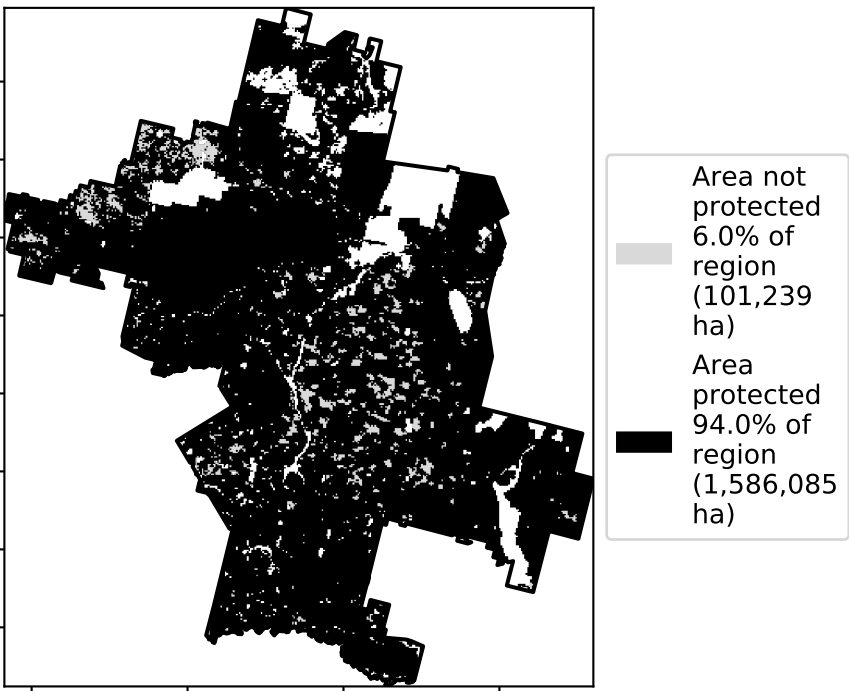 Area not
protected
6.0% of
region
(101,239
ha)
Area
protected
94.0% of
region
(1,586,085
ha)